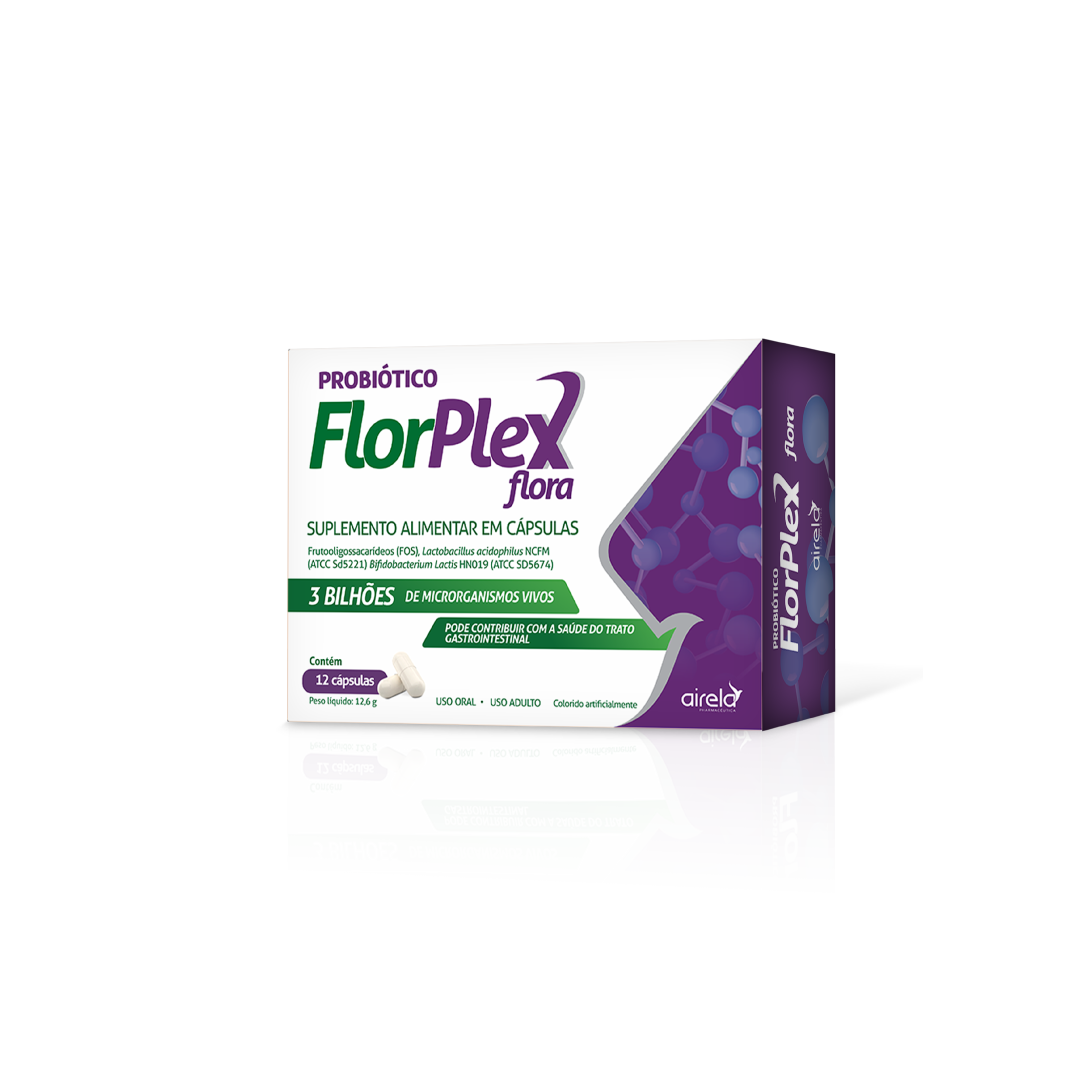 PROBIÓTICO
FlorPlex
flora
SUPLEMENTO ALIMENTAR EM CÁPSULAS
Frutooligossacarídeos (FOS), Lactobacillus acidophilus NCFM
(ATCC Sd5221) Bifidobacterium Lactis HN019 (ATCC SD5674)
3 BILHÕES DE MICRORGANISMOS VIVOS
PODE CONTRIBUIR COM A SAÚDE DO TRATO
GASTROINTESTINAL
Contém
12 cápsulas
Peso líquido: 12,6 g
USO ORAL • USO ADULTO Colorido artificialmente
airela
PHARMACÊUTICA
PROBIÓTICO
FlorPlex
flora
airela